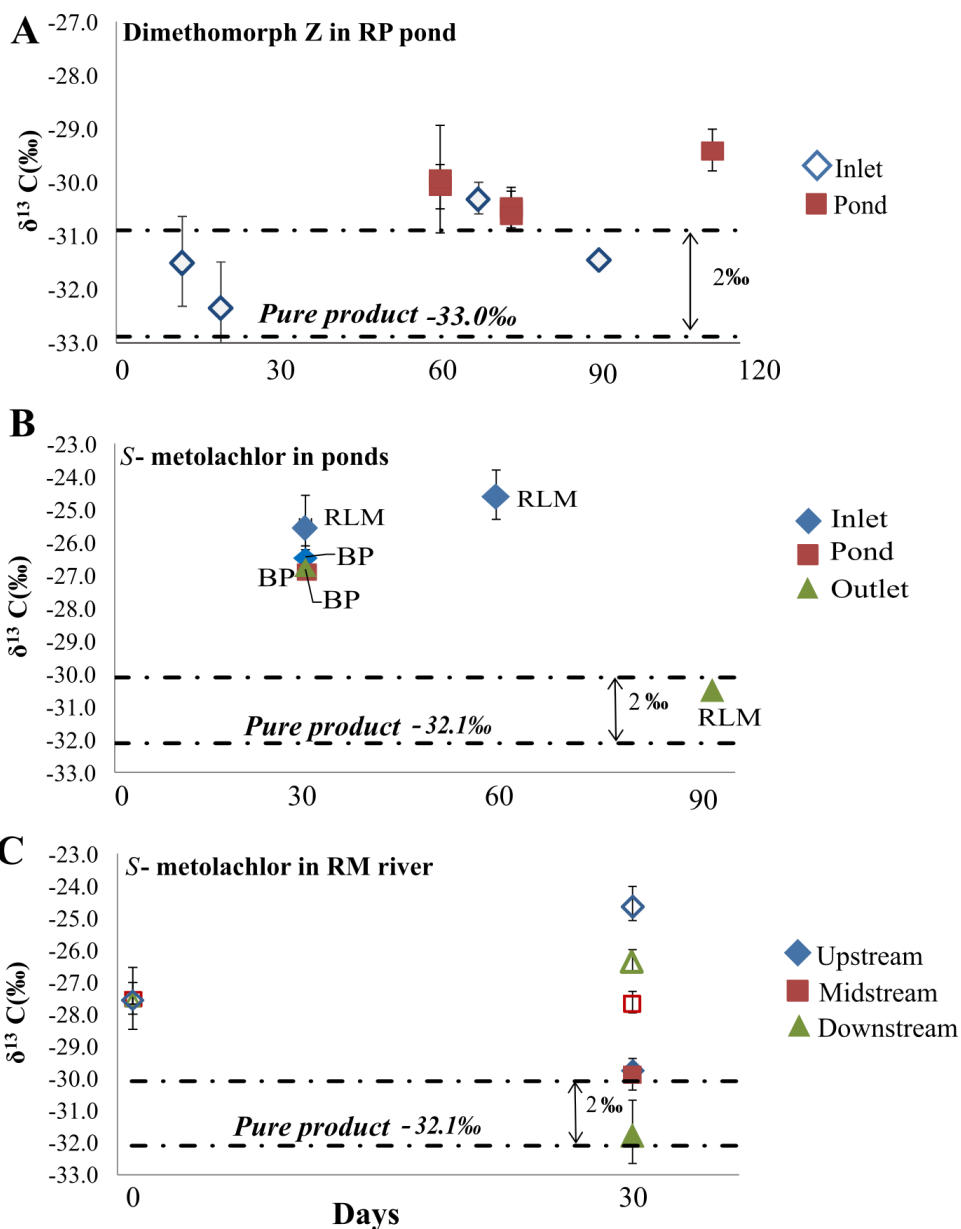 A
Dimethomorph Z in RP pond
δ¹³ C(‰)
-27.0
-28.0
-29.0
-30.0
-31.0
-32.0
-33.0
Inlet
Pond
2‰
Pure product -33.0‰
0 30 60 90 120
B
S- metolachlor in ponds
δ¹³ C(‰)
-23.0
-24.0
-25.0
-26.0
-27.0
-28.0
-29.0
-30.0
-31.0
-32.0
-33.0
RLM
RLM
BP
BP
BP
Inlet
Pond
Outlet
2 ‰
RLM
Pure product -32.1‰
0 30 60 90
C
S- metolachlor in RM river
δ¹³ C(‰)
-23.0
-24.0
-25.0
-26.0
-27.0
-28.0
-29.0
-30.0
-31.0
-32.0
-33.0
Upstream
Midstream
Downstream
2‰
Pure product -32.1‰
0 30
Days